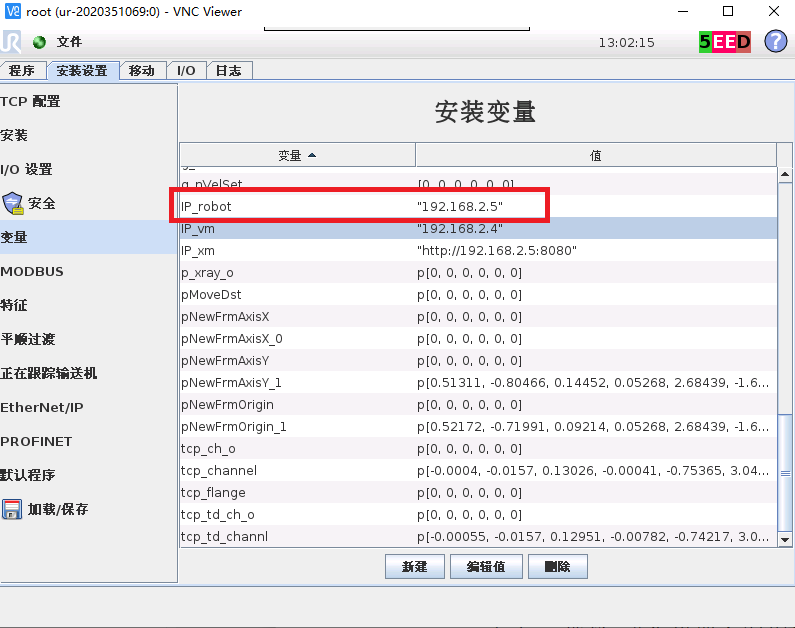 root (ur-2020351069:0) - VNC Viewer
文件
13:02:15
5EED
?
程序
安装设置
移动
I/O
日志
TCP 配置
安装
I/O 设置
安全
变量
MODBUS
特征
平顺过渡
正在跟踪输送机
EtherNet/IP
PROFINET
默认程序
加载/保存
安装变量
变量 值
g_nVelSet [0, 0, 0, 0, 0, 0]
IP_robot "192.168.2.5"
IP_vm "192.168.2.4"
IP_xm "http://192.168.2.5:8080"
p_xray_o p[0, 0, 0, 0, 0, 0]
pMoveDst p[0, 0, 0, 0, 0, 0]
pNewFrmAxisX p[0, 0, 0, 0, 0, 0]
pNewFrmAxisX_0 p[0, 0, 0, 0, 0, 0]
pNewFrmAxisY p[0, 0, 0, 0, 0, 0]
pNewFrmAxisY_1 p[0.51311, -0.80466, 0.14452, 0.05268, 2.68439, -1.6...
pNewFrmOrigin p[0, 0, 0, 0, 0, 0]
pNewFrmOrigin_1 p[0.52172, -0.71991, 0.09214, 0.05268, 2.68439, -1.6...
tcp_ch_o p[0, 0, 0, 0, 0, 0]
tcp_channel p[-0.0004, -0.0157, 0.13026, -0.00041, -0.75365, 3.04...
tcp_flange p[0, 0, 0, 0, 0, 0]
tcp_td_ch_o p[0, 0, 0, 0, 0, 0]
tcp_td_channl p[-0.00055, -0.0157, 0.12951, -0.00782, -0.74217, 3.0...
新建 编辑值 删除